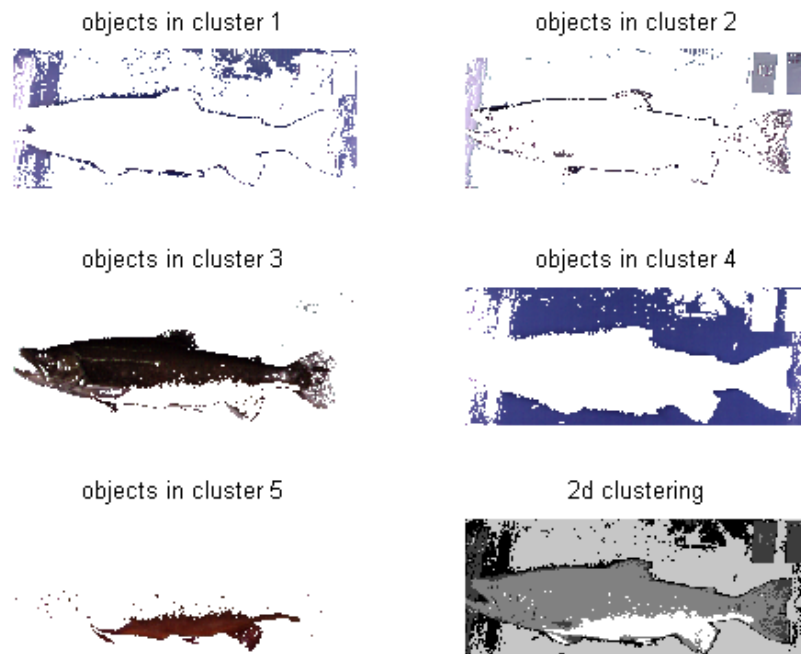 objects in cluster 1
objects in cluster 2
objects in cluster 3
objects in cluster 4
objects in cluster 5
2d clustering